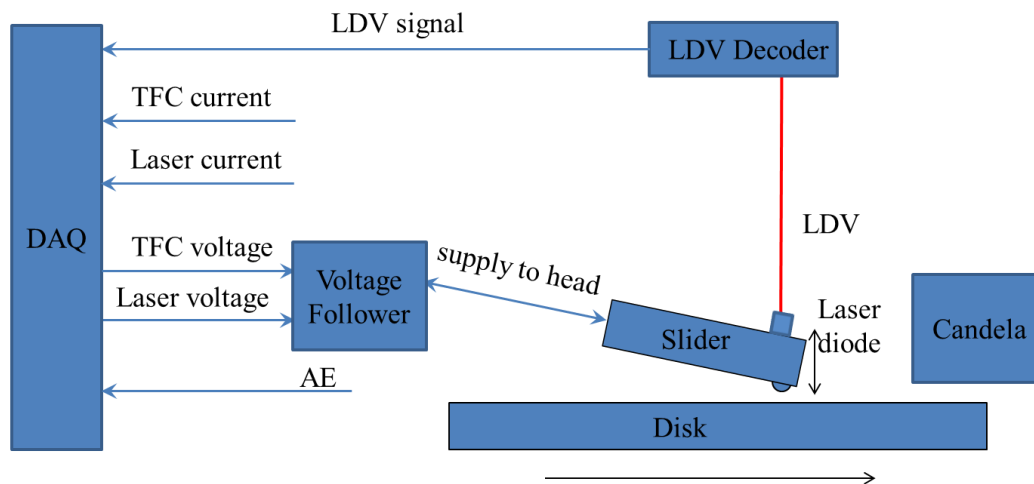 LDV signal
LDV Decoder
TFC current
Laser current
DAQ
LDV
TFC voltage
Laser voltage
Voltage
Follower
supply to head
Slider
Laser
diode
Candela
AE
Disk